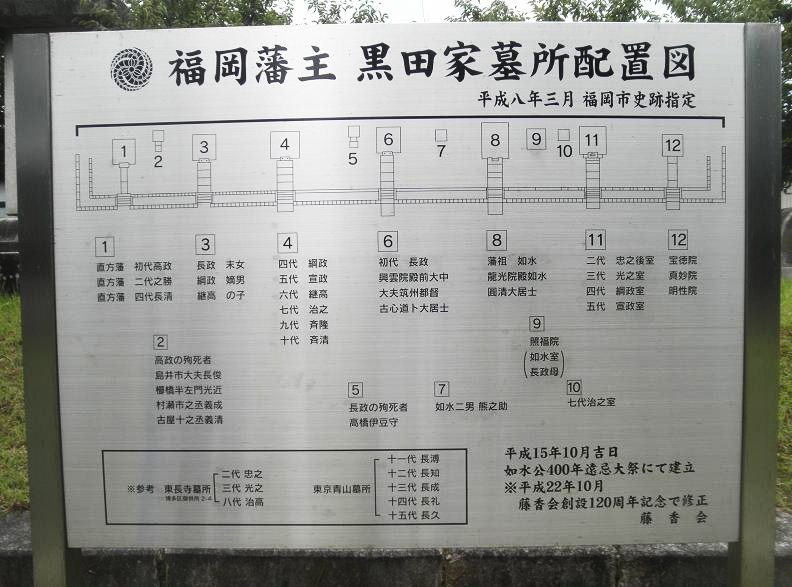 福岡藩主 黒田家墓所配置図
平成八年三月 福岡市史跡指定
1
2
3
4
5
6
7
8
9
10
11
12
1
直方藩 初代高政
直方藩 二代之勝
直方藩 四代長清
3
長政 末女
綱政 嫡男
継高 の子
4
四代 綱政
五代 宣政
六代 継高
七代 治之
九代 斉隆
十代 斉清
6
初代 長政
興雲院殿前大中
大夫筑州都督
古心道卜大居士
8
藩祖 如水
龍光院殿如水
圓清大居士
11
二代 忠之後室
三代 光之室
四代 綱政室
五代 宣政室
12
宝徳院
真妙院
明性院
2
高政の殉死者
島井市大夫長俊
櫛橋半左門光近
村瀬市之丞義成
古屋十之丞義清
5
長政の殉死者
高橋伊豆守
7
如水二男 熊之助
9
照福院
(如水室
長政母)
10
七代治之室
※参考 東長寺墓所
博多区御供所2-4
二代 忠之
三代 光之
八代 治高
東京青山墓所
十一代 長溥
十二代 長知
十三代 長成
十四代 長礼
十五代 長久
平成15年10月吉日
如水公400年遠忌大祭にて建立
※平成22年10月
藤香会創設120周年記念で修正
藤香会